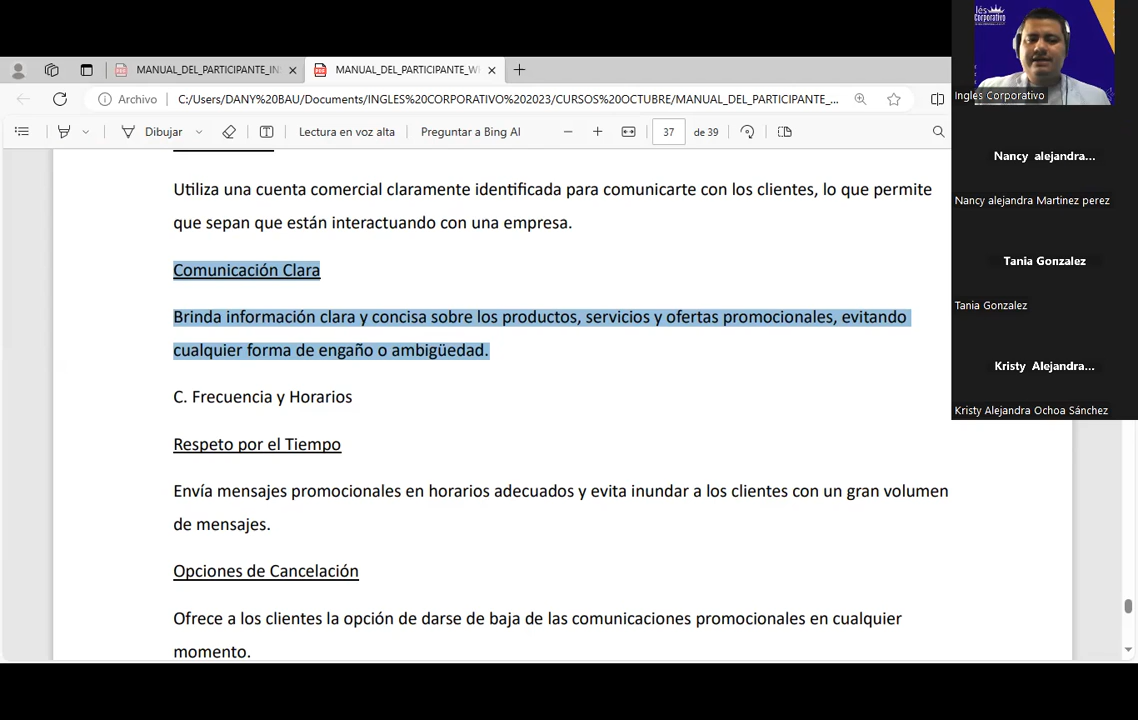 lés
Corporativo
Ingles Corporativo
MANUAL_DEL_PARTICIPANTE_IN
MANUAL_DEL_PARTICIPANTE_W
Archivo
C:/Users/DANY%20BAU/Documents/INGLES%20CORPORATIVO%202023/CURSOS%20OCTUBRE/MANUAL_DEL_PARTICIPANTE_...
Dibujar
Lectura en voz alta
Preguntar a Bing AI
37
de 39
Utiliza una cuenta comercial claramente identificada para comunicarte con los clientes, lo que permite
que sepan que están interactuando con una empresa.
Comunicación Clara
Brinda información clara y concisa sobre los productos, servicios y ofertas promocionales, evitando
cualquier forma de engaño o ambigüedad.
C. Frecuencia y Horarios
Respeto por el Tiempo
Envía mensajes promocionales en horarios adecuados y evita inundar a los clientes con un gran volumen
de mensajes.
Opciones de Cancelación
Ofrece a los clientes la opción de darse de baja de las comunicaciones promocionales en cualquier
momento.
Nancy alejandra...
Nancy alejandra Martinez perez
Tania Gonzalez
Tania Gonzalez
Kristy Alejandra...
Kristy Alejandra Ochoa Sánchez